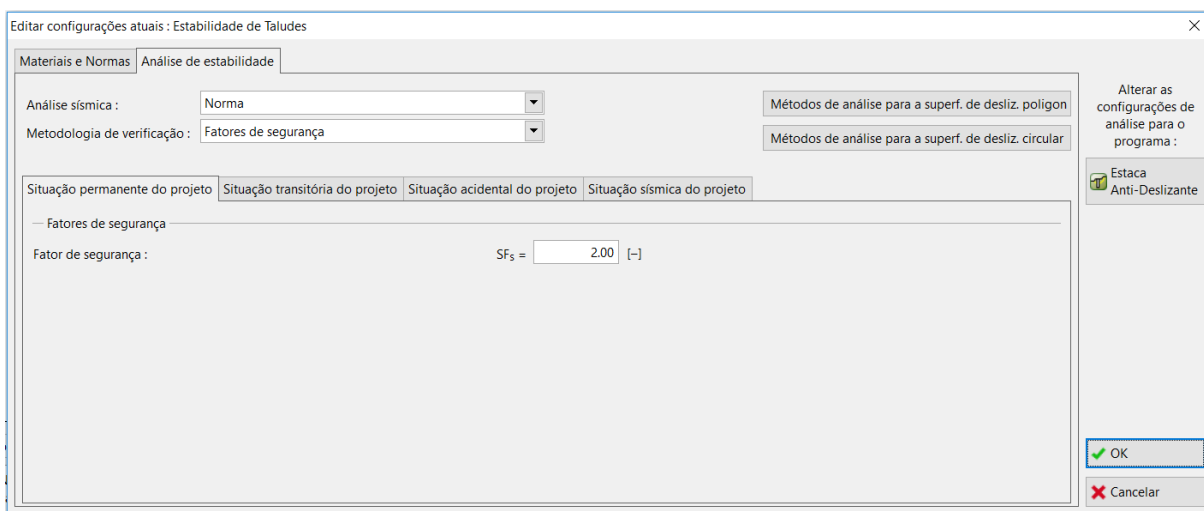 Editar configurações atuais : Estabilidade de Taludes
Materiais e Normas
Análise de estabilidade
Análise sísmica :
Norma
Métodos de análise para a superf. de desliz. poligon
Metodologia de verificação :
Fatores de segurança
Métodos de análise para a superf. de desliz. circular
Situação permanente do projeto
Situação transitória do projeto
Situação acidental do projeto
Situação sísmica do projeto
Fatores de segurança
Fator de segurança :
SFs =
2.00
[–]
Alterar as
configurações de
análise para o
programa :
Estaca
Anti-Deslizante
OK
Cancelar